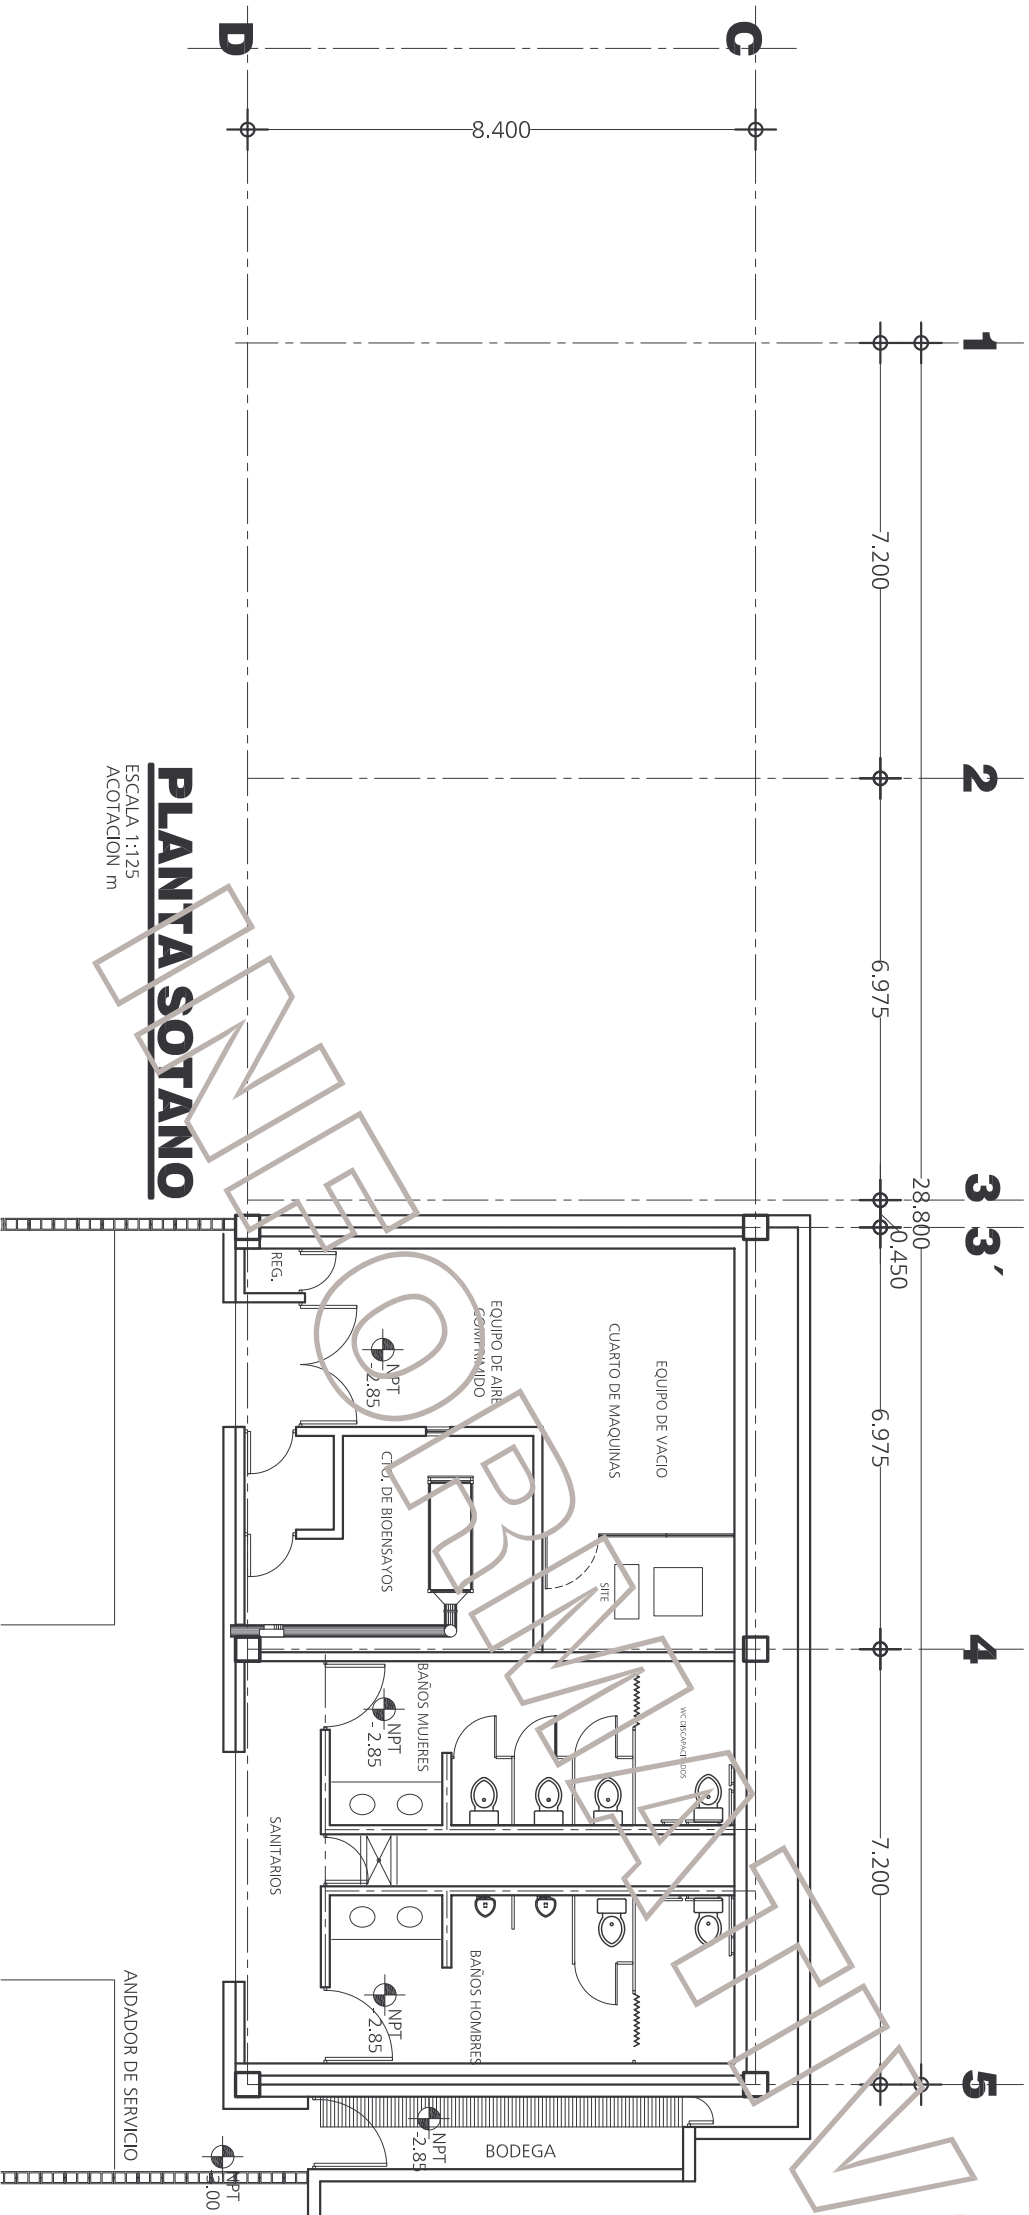 D
C
8.400
1
2
3
3´
4
5
7.200
6.975
0.450
6.975
7.200
28.800
EQUIPO DE VACIO
CUARTO DE MAQUINAS
EQUIPO DE AIRE
COMPRIMIDO
REG.
NPT
-2.85
CTO. DE BIOENSAYOS
SITE
WC DISCAPACITADOS
BAÑOS MUJERES
NPT
-2.85
SANITARIOS
BAÑOS HOMBRES
NPT
-2.85
BODEGA
NPT
-2.85
ANDADOR DE SERVICIO
NPT
PLANTA SOTANO
ESCALA 1:125
ACOTACION m
INFORMATIV